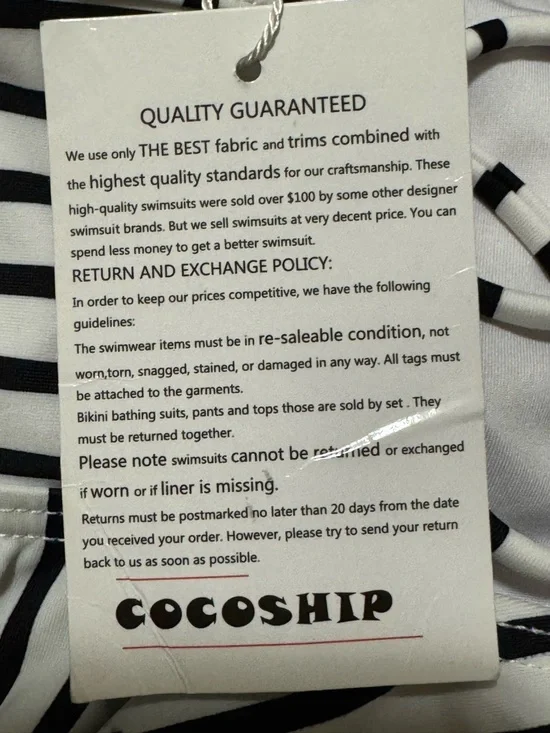 QUALITY GUARANTEED
We use only THE BEST fabric and trims combined with
the highest quality standards for our craftsmanship. These
high-quality swimsuits were sold over $100 by some other designer
swimsuit brands. But we sell swimsuits at very decent price. You can
spend less money to get a better swimsuit.
RETURN AND EXCHANGE POLICY:
In order to keep our prices competitive, we have the following
guidelines:
The swimwear items must be in re-saleable condition, not
worn,torn, snagged, stained, or damaged in any way. All tags must
be attached to the garments.
Bikini bathing suits, pants and tops those are sold by set . They
must be returned together.
Please note swimsuits cannot be returned or exchanged
if worn or if liner is missing.
Returns must be postmarked no later than 20 days from the date
you received your order. However, please try to send your return
back to us as soon as possible.
COCOSHIP